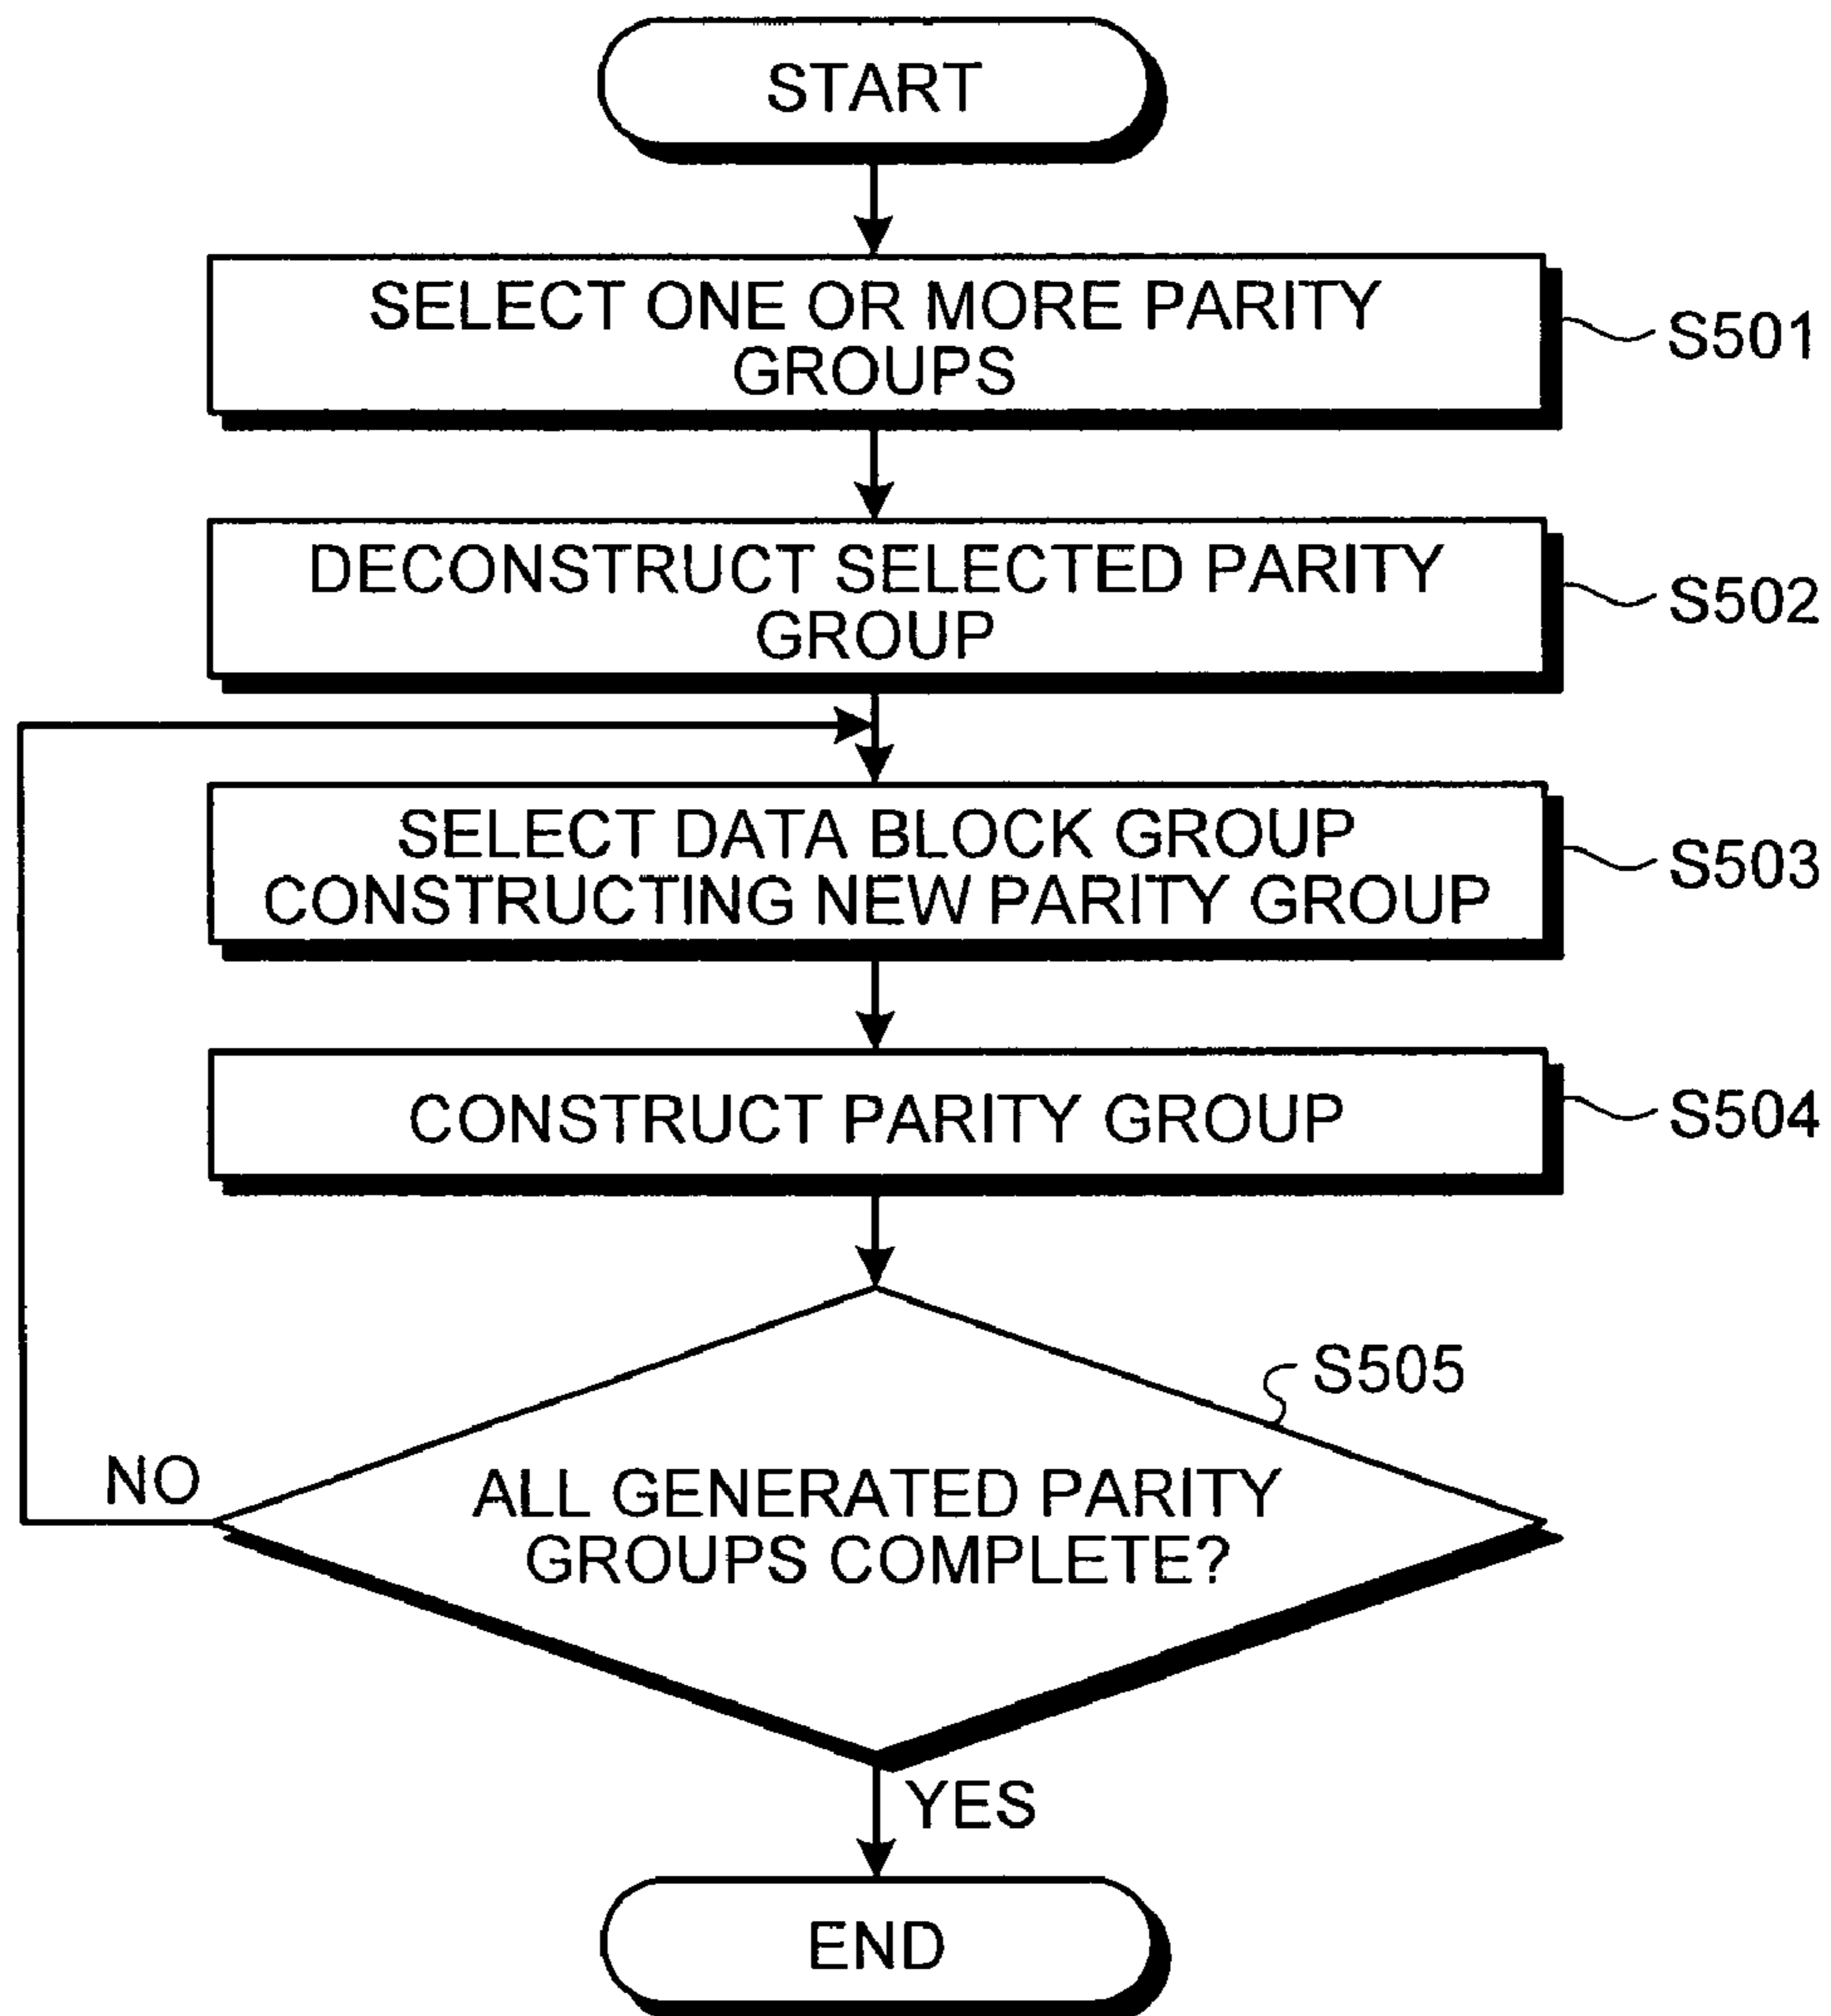 START
SELECT ONE OR MORE PARITY
GROUPS
S501
DECONSTRUCT SELECTED PARITY
GROUP
S502
SELECT DATA BLOCK GROUP
CONSTRUCTING NEW PARITY GROUP
S503
CONSTRUCT PARITY GROUP
S504
S505
ALL GENERATED PARITY
GROUPS COMPLETE?
NO
YES
END